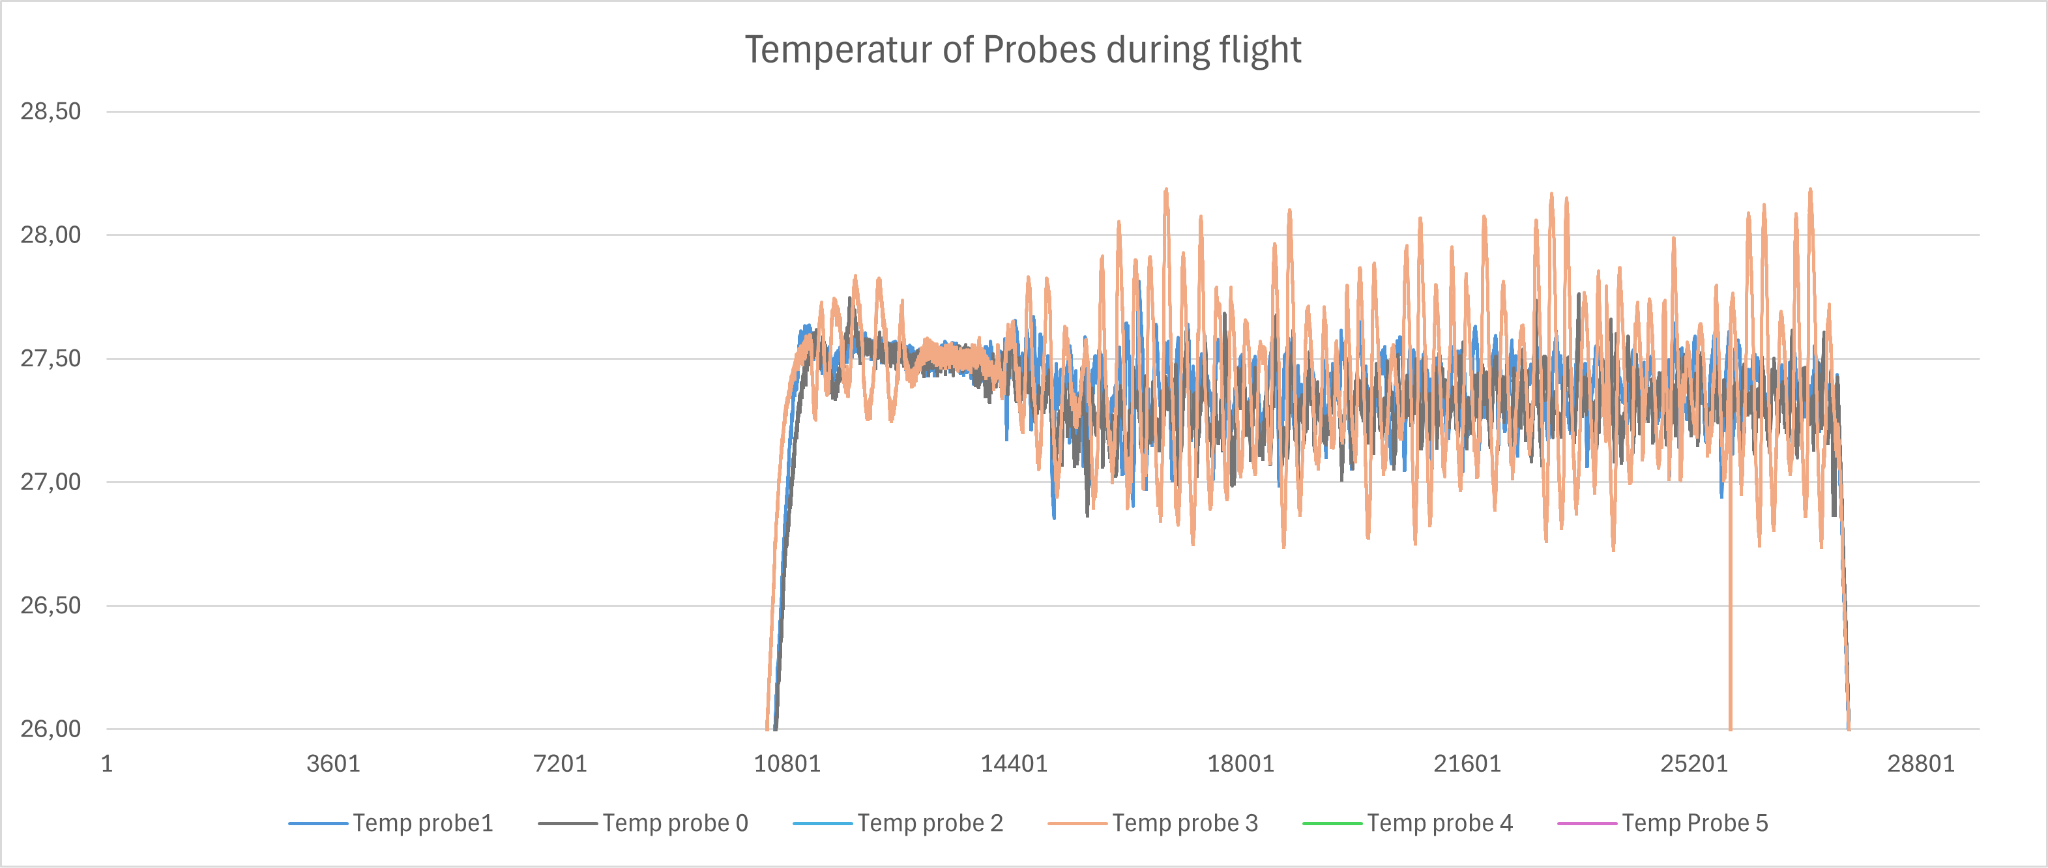 Temperatur of Probes during flight
28,50
28,00
27,50
27,00
26,50
26,00
1 3601 7201 10801 14401 18001 21601 25201 28801
Temp probe1 Temp probe 0 Temp probe 2 Temp probe 3 Temp probe 4 Temp Probe 5